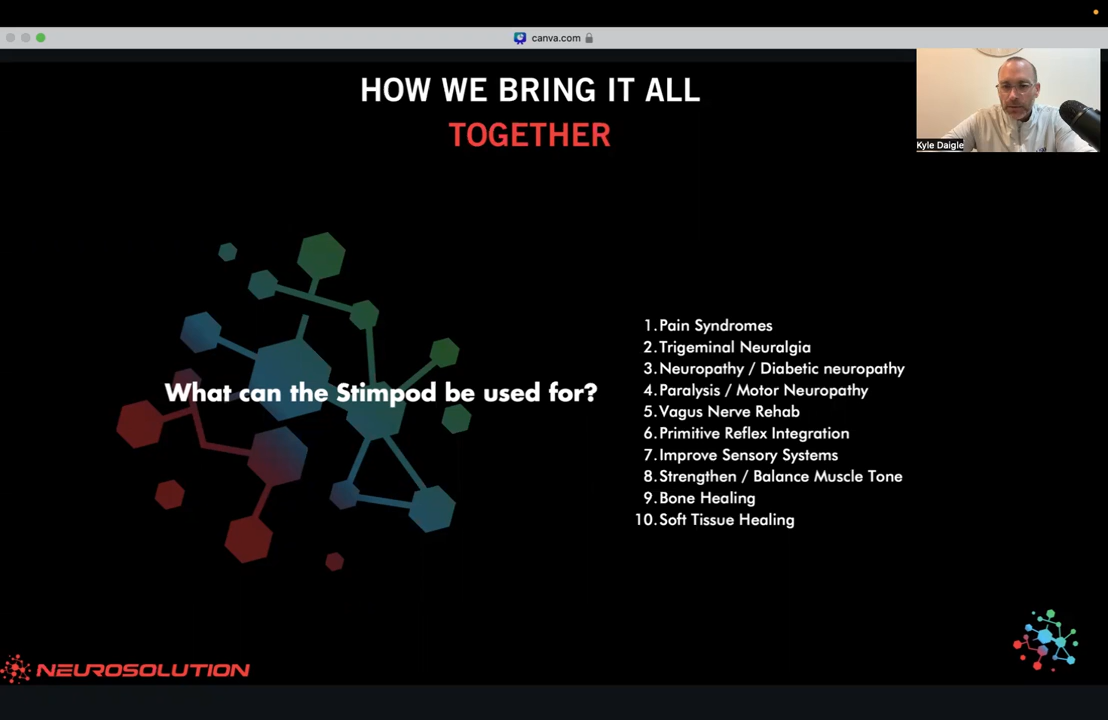 canva.com
HOW WE BRING IT ALL
TOGETHER
Kyle Daigle
What can the Stimpod be used for?
1. Pain Syndromes
2. Trigeminal Neuralgia
3. Neuropathy / Diabetic neuropathy
4. Paralysis / Motor Neuropathy
5. Vagus Nerve Rehab
6. Primitive Reflex Integration
7. Improve Sensory Systems
8. Strengthen / Balance Muscle Tone
9. Bone Healing
10. Soft Tissue Healing
NEUROSOLUTION